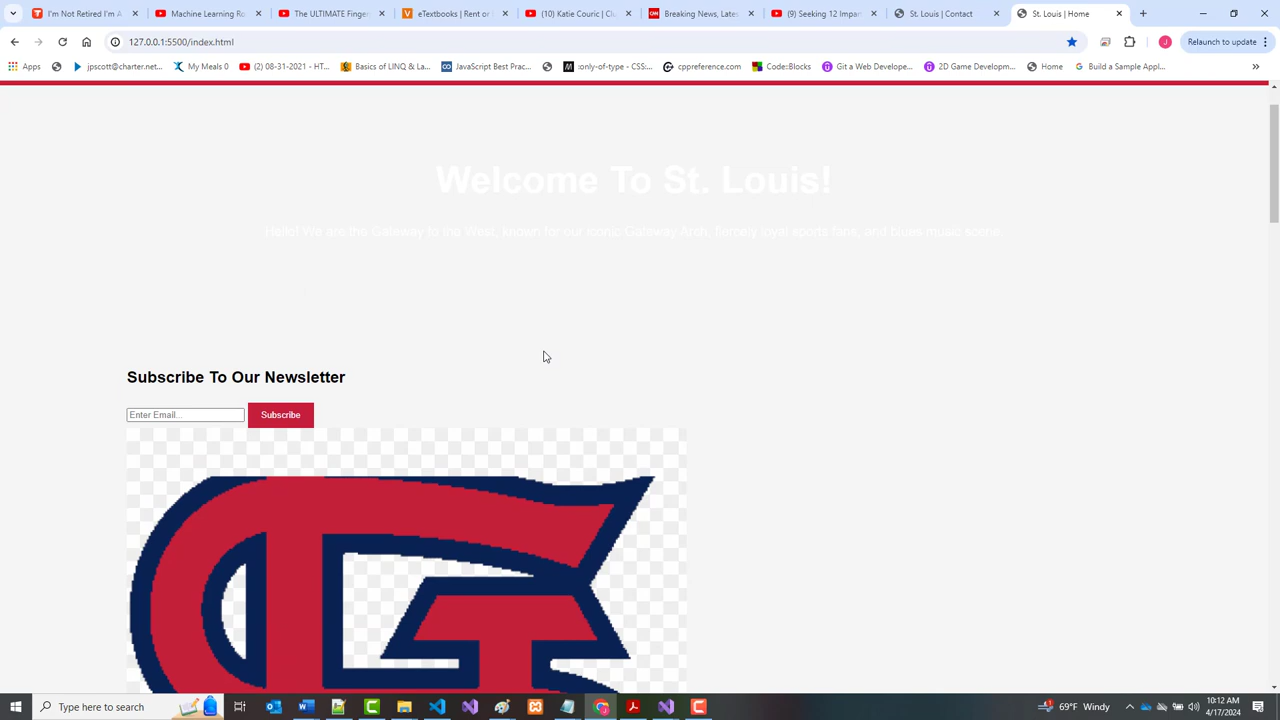 I'm Not Retired I'm A
Machine Learning Ro
The ULTIMATE Finger
eTextbooks | Rent or
(10) Katie Couric | Cl
Breaking News, Lates
(9) Seeking 12 Impar
St. Louis | Contact
St. Louis | Home
127.0.0.1:5500/index.html
J
Relaunch to update
Apps
jpscott@charter.net...
My Meals 0
(2) 08-31-2021 - HT...
Basics of LINQ & La...
JavaScript Best Prac...
:only-of-type - CSS:...
cppreference.com
Code::Blocks
Git a Web Develope...
2D Game Developm...
Home
Build a Sample Appl...
Welcome To St. Louis!
Hello! We are the Gateway to the West, known for our iconic Gateway Arch, fiercely loyal sports fans, and blues music scene.
Subscribe To Our Newsletter
Enter Email...
Subscribe
Type here to search
69°F Windy
10:12 AM
4/17/2024